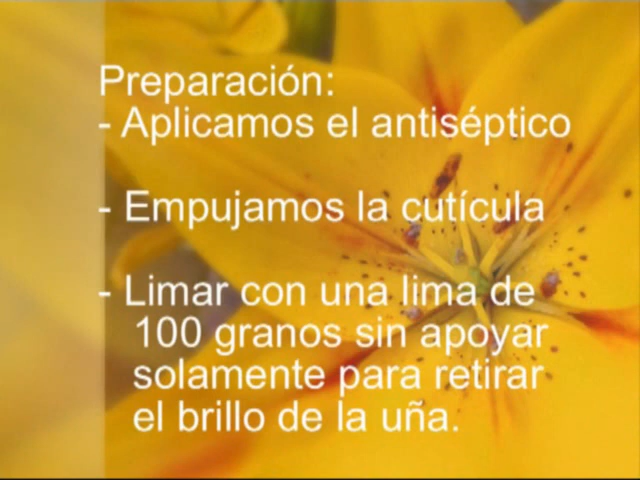 Preparación:
- Aplicamos el antiséptico
- Empujamos la cutícula
- Limar con una lima de
100 granos sin apoyar
solamente para retirar
el brillo de la uña.